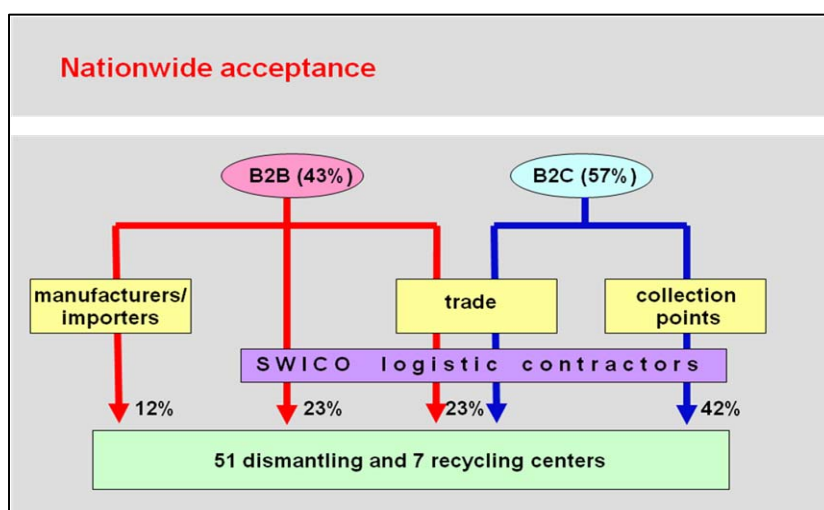 Nationwide acceptance
B2B (43%)
B2C (57%)
manufacturers/
importers
trade
collection
points
SWICO logistic contractors
12%
23%
23%
42%
51 dismantling and 7 recycling centers